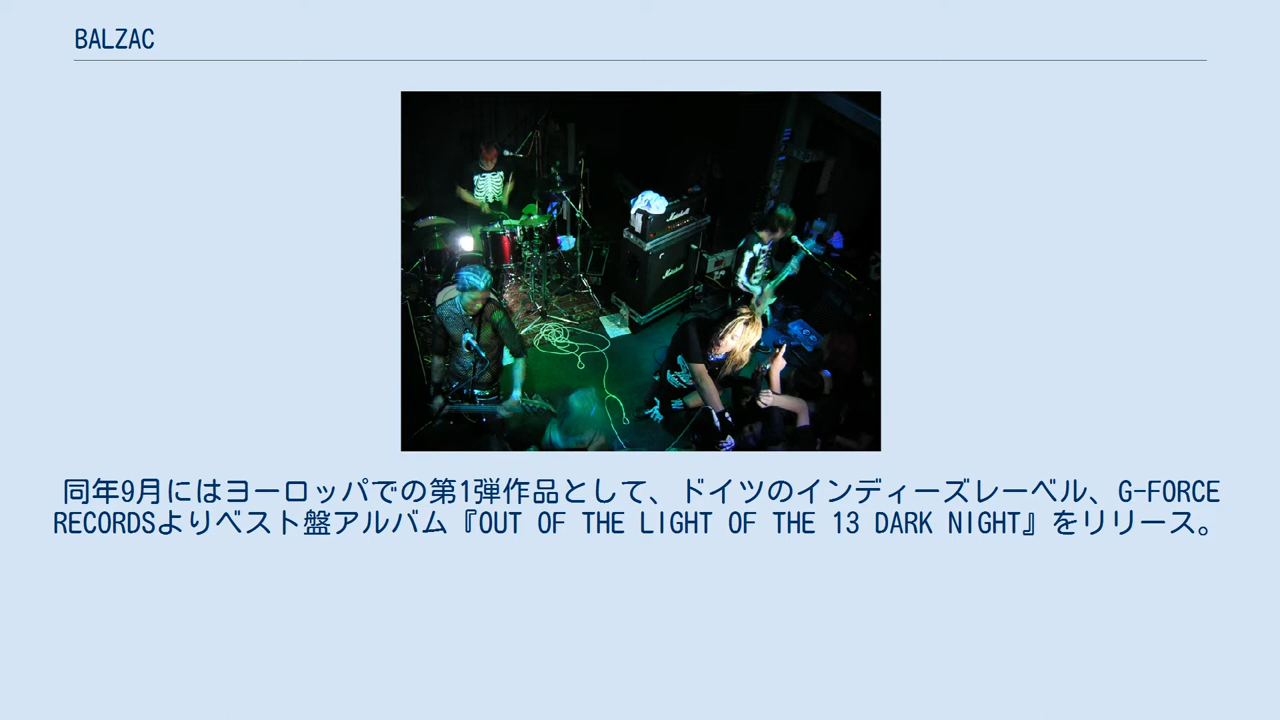 BALZAC
Marshall
Marshall
同年9月にはヨーロッパでの第1弾作品として、ドイツのインディーズレーベル、G-FORCE
RECORDSよりベスト盤アルバム『OUT OF THE LIGHT OF THE 13 DARK NIGHT』をリリース。